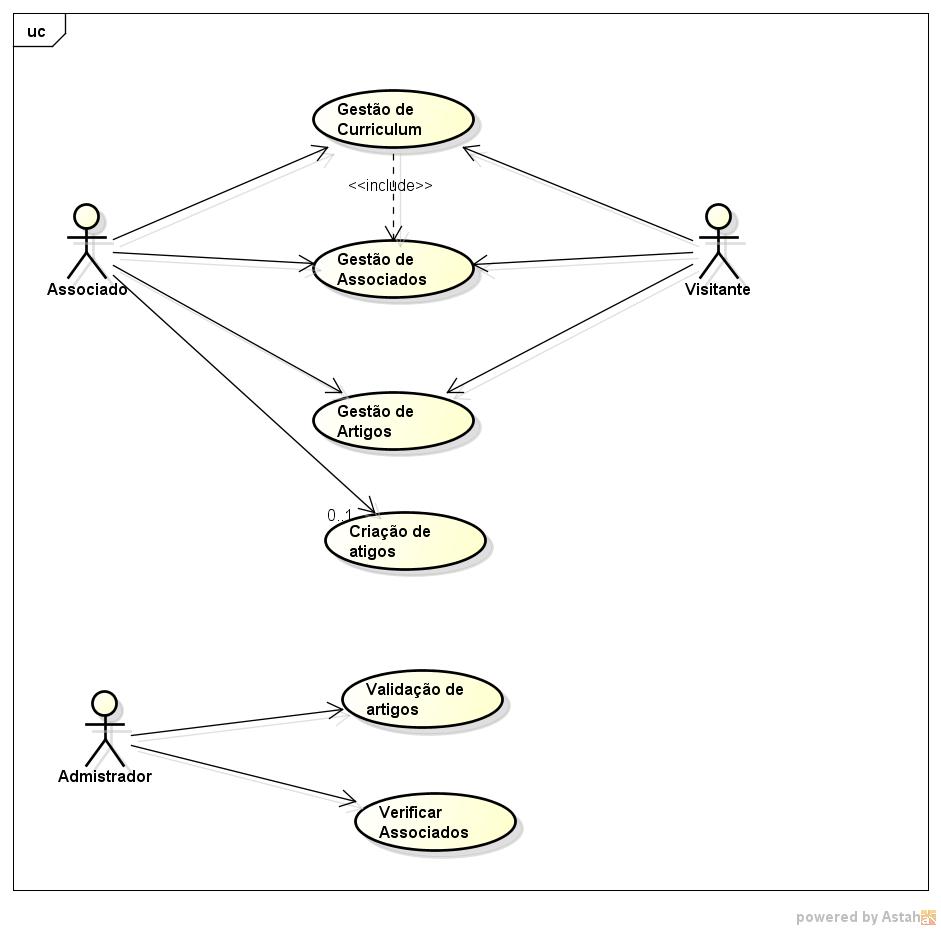 uc
Gestão de
Curriculum
<<include>>
Gestão de
Associados
Associado
Visitante
Gestão de
Artigos
0..1
Criação de
atigos
Validação de
artigos
Admistrador
Verificar
Associados
powered by Astah